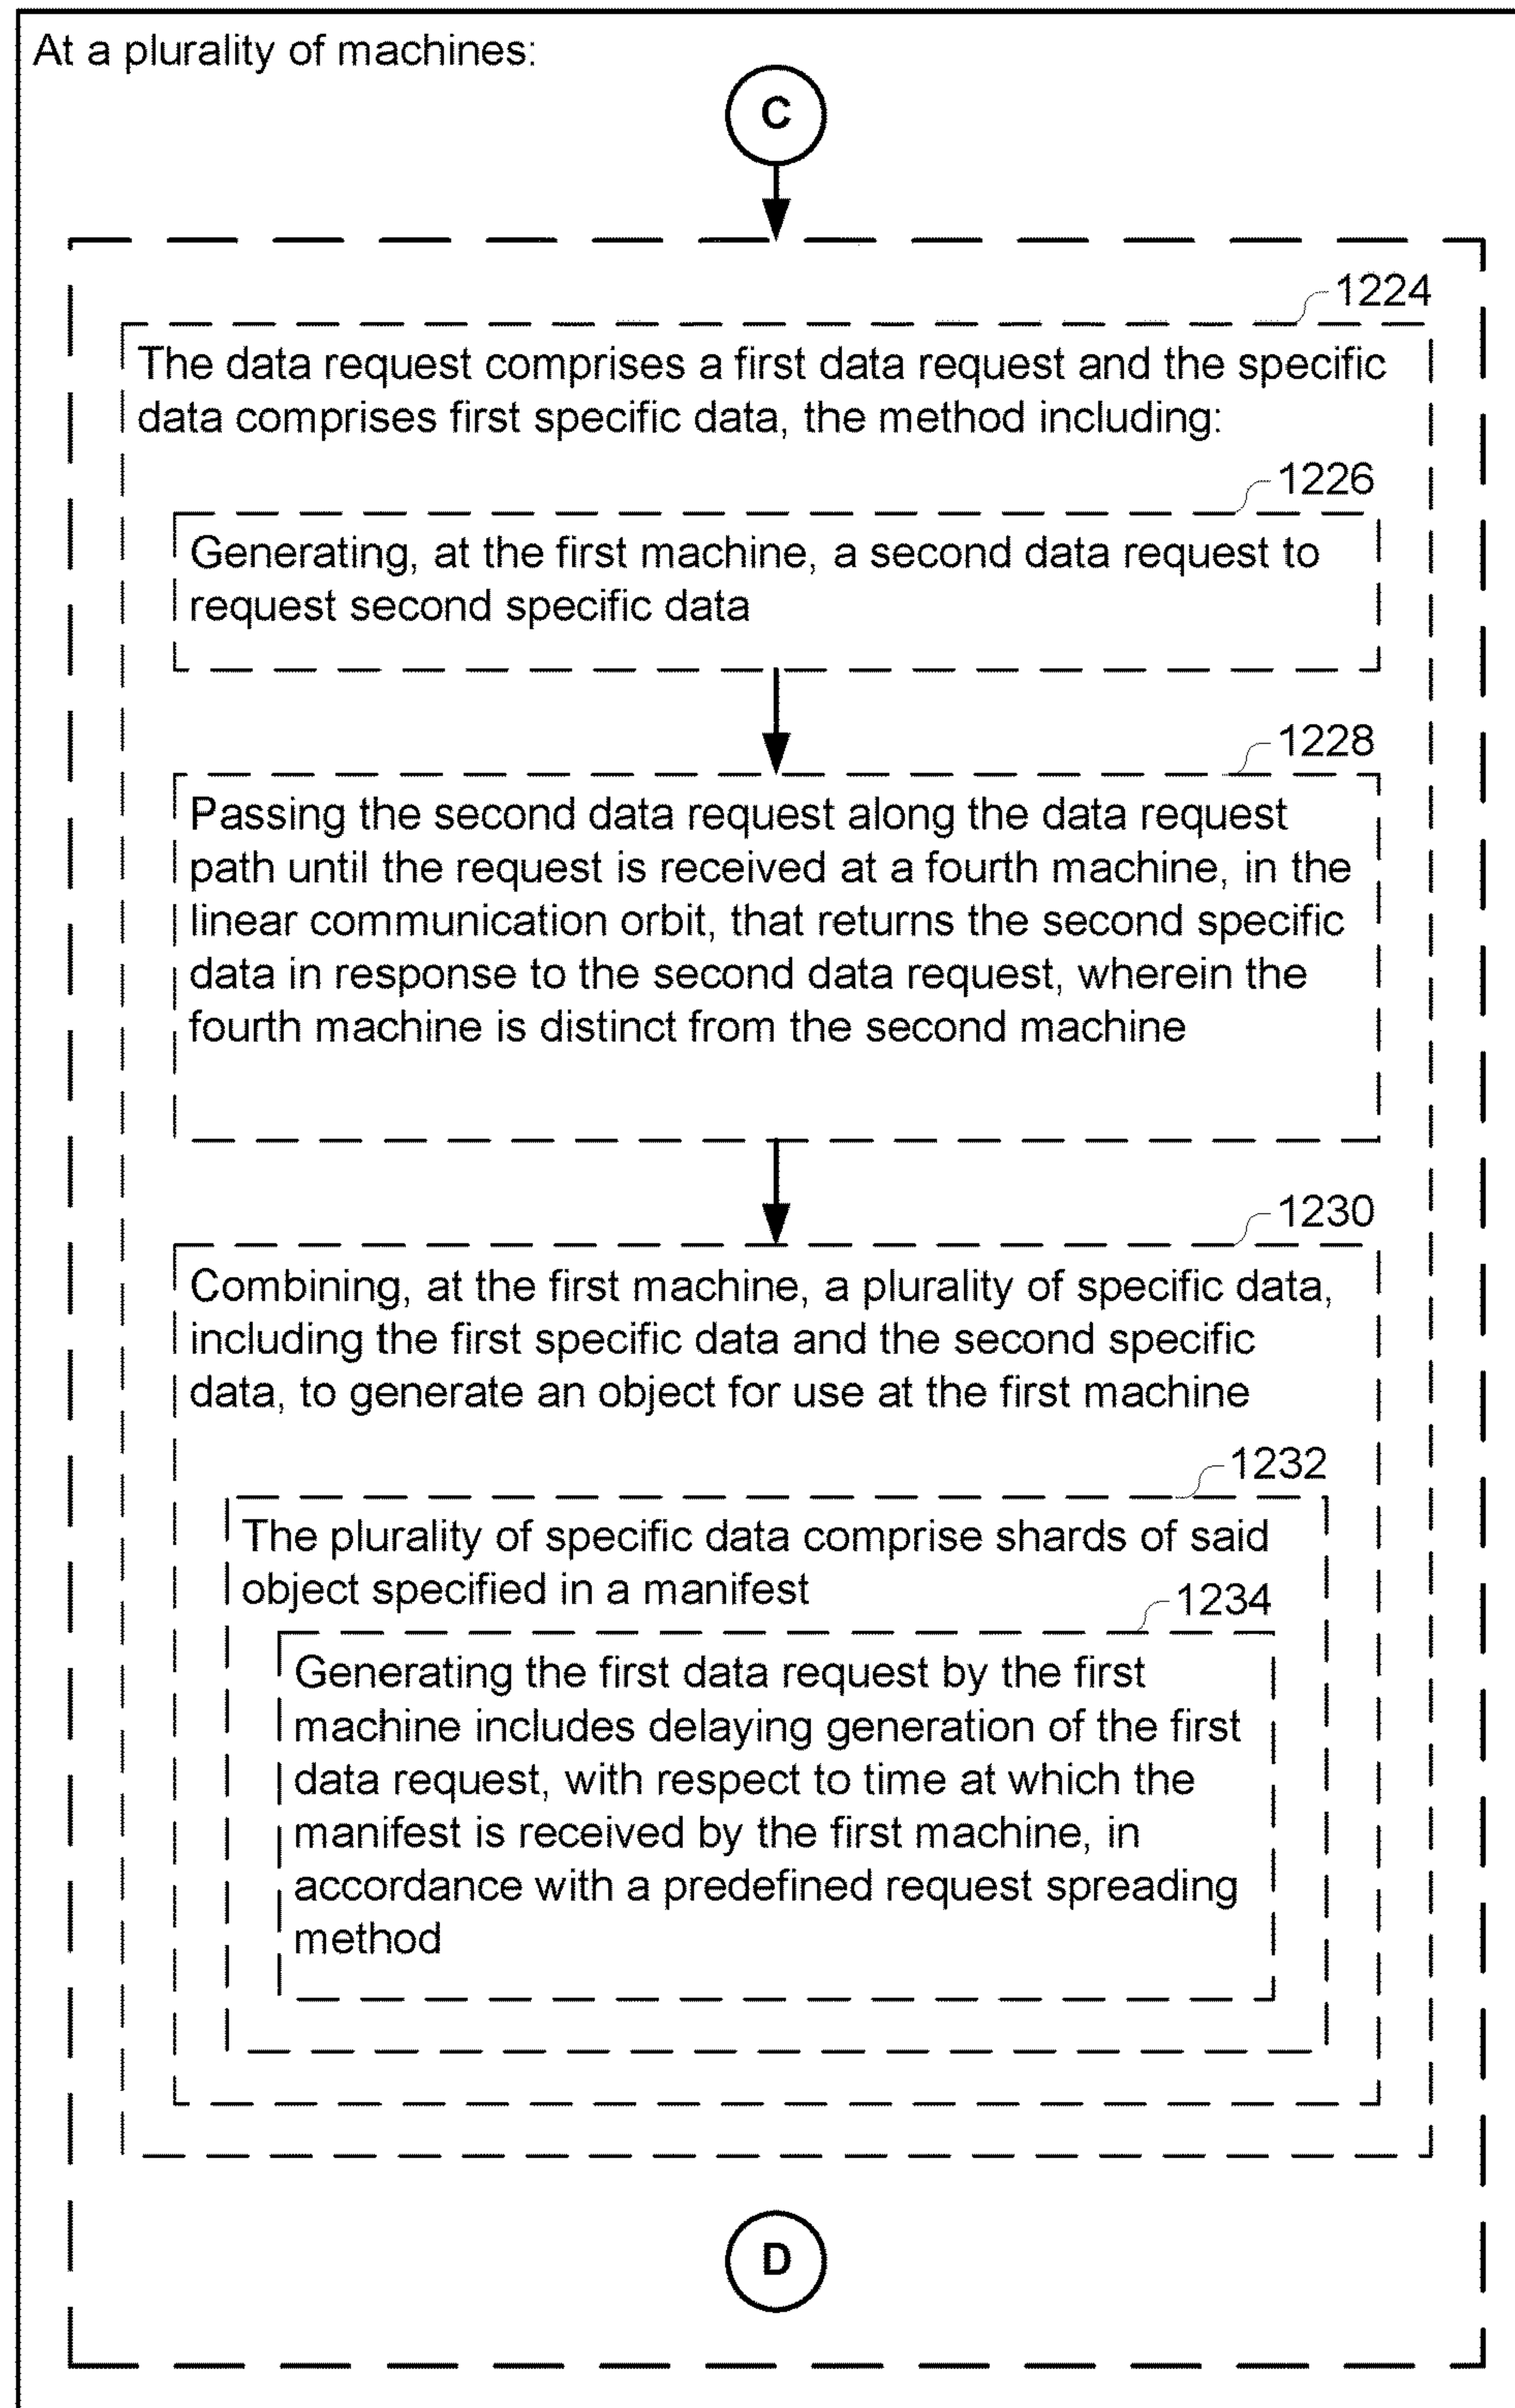 At a plurality of machines:
C
1224
The data request comprises a first data request and the specific
data comprises first specific data, the method including:
1226
Generating, at the first machine, a second data request to
request second specific data
1228
Passing the second data request along the data request
path until the request is received at a fourth machine, in the
linear communication orbit, that returns the second specific
data in response to the second data request, wherein the
fourth machine is distinct from the second machine
1230
Combining, at the first machine, a plurality of specific data,
including the first specific data and the second specific
data, to generate an object for use at the first machine
1232
The plurality of specific data comprise shards of said
object specified in a manifest
1234
Generating the first data request by the first
machine includes delaying generation of the first
data request, with respect to time at which the
manifest is received by the first machine, in
accordance with a predefined request spreading
method
D